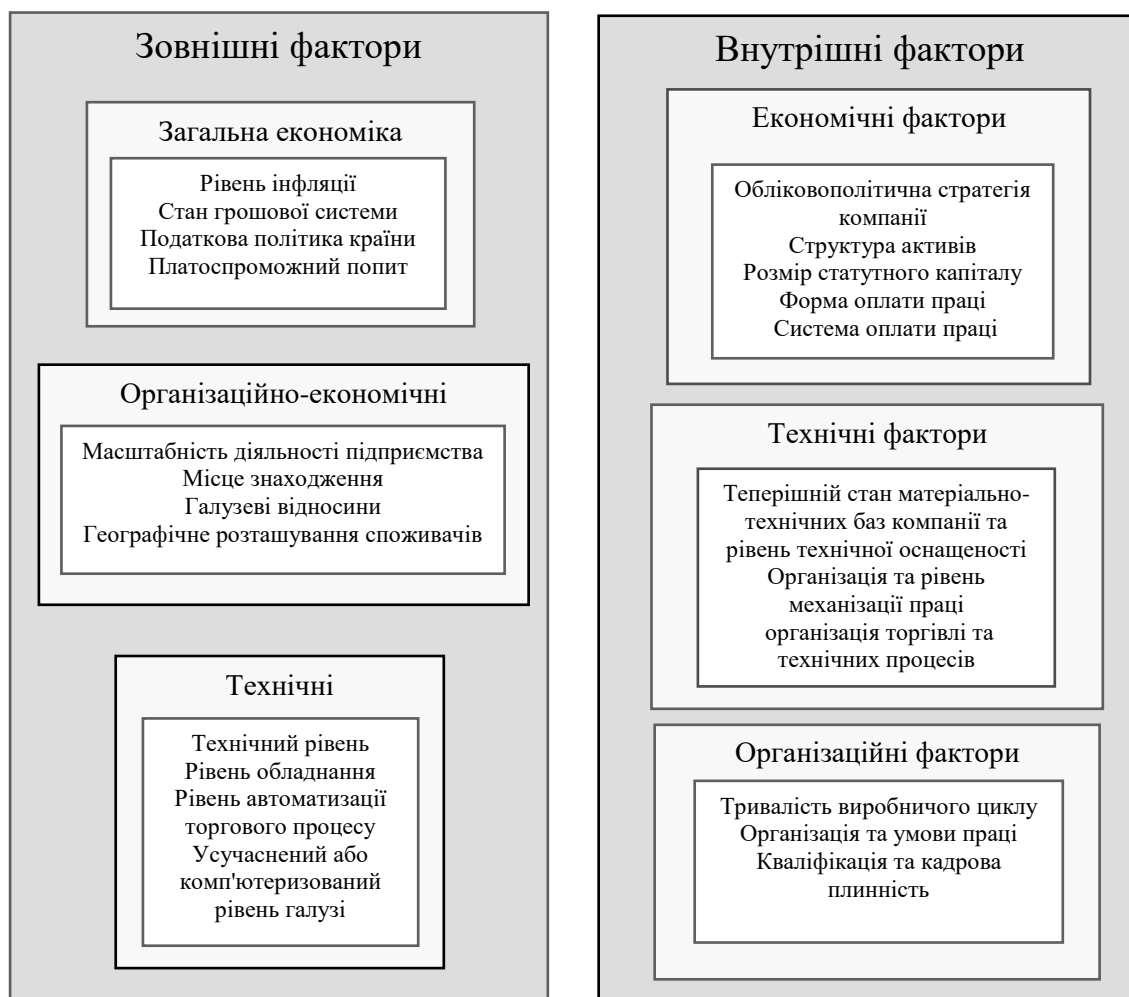 Зовнішні фактори
Загальна економіка
Рівень інфляції
Стан грошової системи
Податкова політика країни
Платоспроможний попит
Організаційно-економічні
Масштабність діяльності підприємства
Місце знаходження
Галузеві відносини
Географічне розташування споживачів
Технічні
Технічний рівень
Рівень обладнання
Рівень автоматизації
торгового процесу
Усучаснений або
комп'ютеризований
рівень галузі
Внутрішні фактори
Економічні фактори
Обліковополітична стратегія
компанії
Структура активів
Розмір статутного капіталу
Форма оплати праці
Система оплати праці
Технічні фактори
Теперішній стан матеріально-
технічних баз компанії та
рівень технічної оснащеності
Організація та рівень
механізації праці
організація торгівлі та
технічних процесів
Організаційні фактори
Тривалість виробничого циклу
Організація та умови праці
Кваліфікація та кадрова
плинність